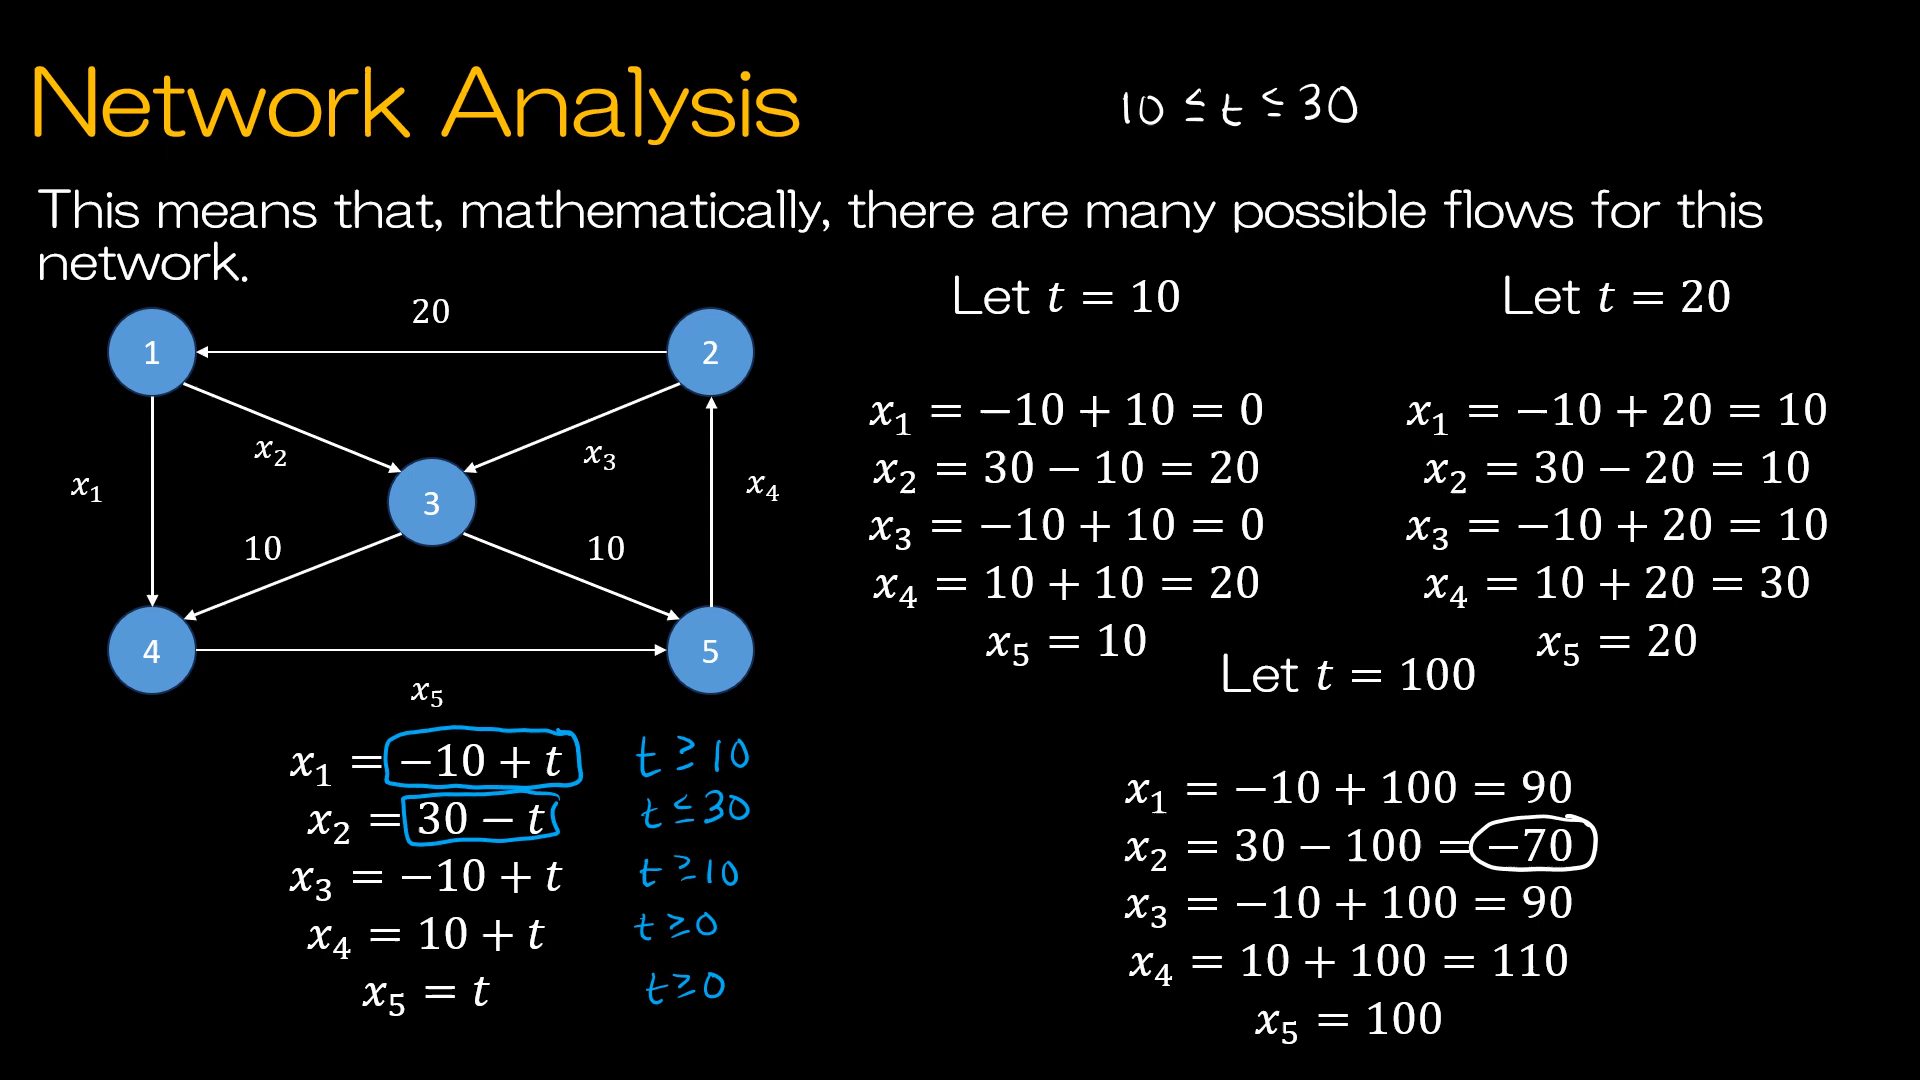 Network Analysis
10 ≤ t ≤ 30
This means that, mathematically, there are many possible flows for this
network.
20
1
2
x₂
x₃
x₁
3
x₄
10
10
4
5
x₅
x₁ = −10 + t
t ≥ 10
x₂ = 30 − t
t ≤ 30
x₃ = −10 + t
t ≥ 10
x₄ = 10 + t
t ≥ 0
x₅ = t
t ≥ 0
Let t = 10
x₁ = −10 + 10 = 0
x₂ = 30 − 10 = 20
x₃ = −10 + 10 = 0
x₄ = 10 + 10 = 20
x₅ = 10
Let t = 20
x₁ = −10 + 20 = 10
x₂ = 30 − 20 = 10
x₃ = −10 + 20 = 10
x₄ = 10 + 20 = 30
x₅ = 20
Let t = 100
x₁ = −10 + 100 = 90
x₂ = 30 − 100 = −70
x₃ = −10 + 100 = 90
x₄ = 10 + 100 = 110
x₅ = 100